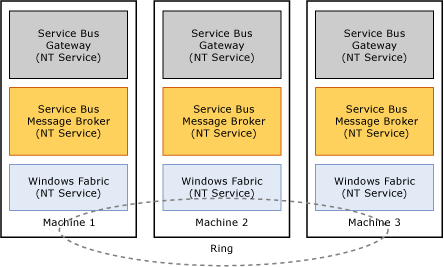 Service Bus
Gateway
(NT Service)
Service Bus
Message Broker
(NT Service)
Windows Fabric
(NT Service)
Machine 1
Service Bus
Gateway
(NT Service)
Service Bus
Message Broker
(NT Service)
Windows Fabric
(NT Service)
Machine 2
Service Bus
Gateway
(NT Service)
Service Bus
Message Broker
(NT Service)
Windows Fabric
(NT Service)
Machine 3
Ring